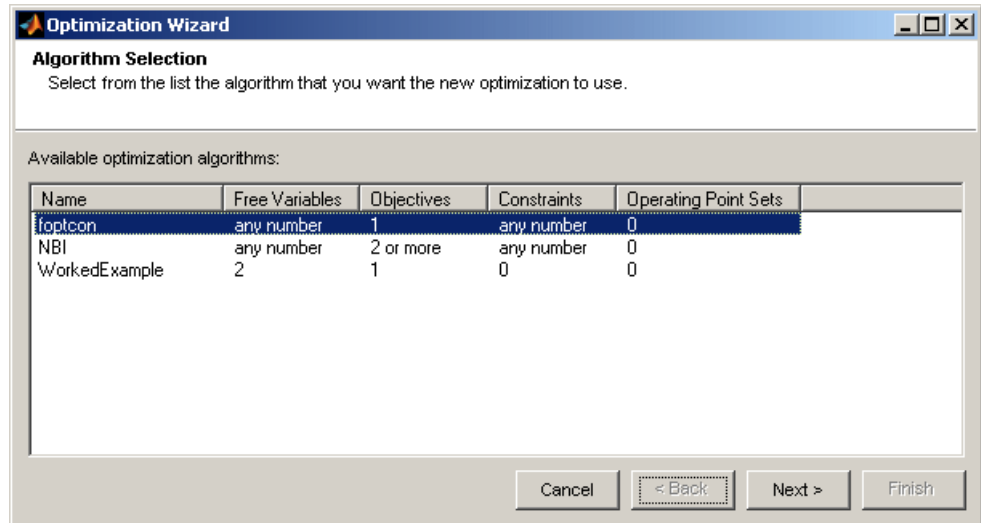 Optimization Wizard
Algorithm Selection
Select from the list the algorithm that you want the new optimization to use.
Available optimization algorithms:
Name Free Variables Objectives Constraints Operating Point Sets
foptcon any number 1 any number 0
NBI any number 2 or more any number 0
WorkedExample 2 1 0 0
Cancel < Back Next > Finish